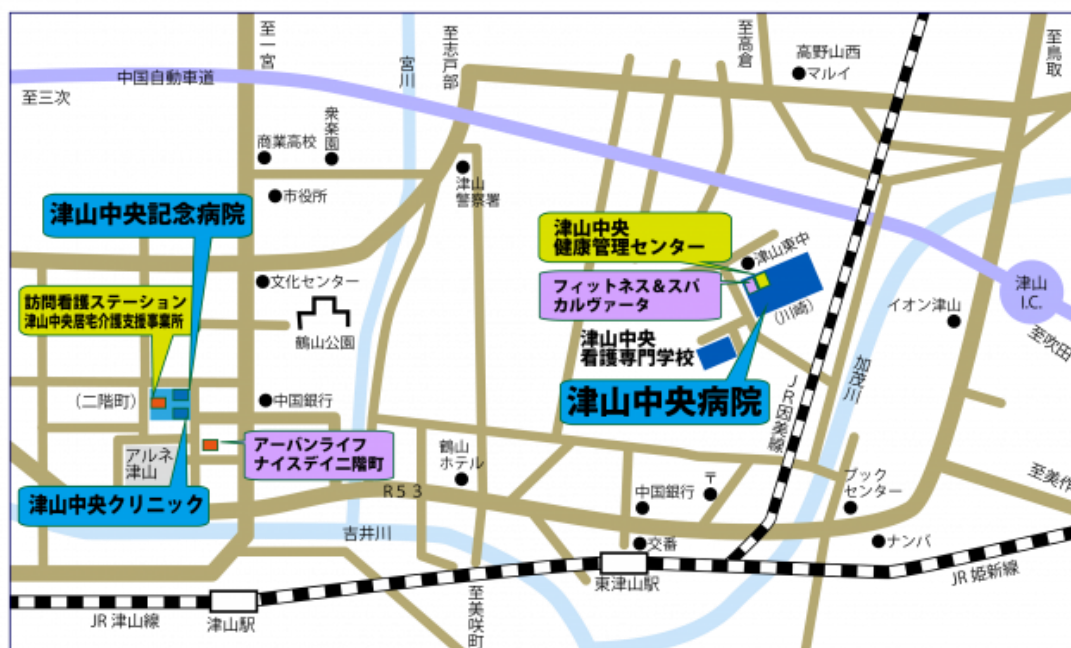 至一宮
宮川
至志戸部
至高倉
高野山西
マルイ
至鳥取
中国自動車道
至三次
商業高校
衆楽園
市役所
津山
警察署
津山中央記念病院
津山中央
健康管理センター
津山東中
フィットネス&スパ
カルヴァータ
(川崎)
津山
I.C.
至吹田
イオン津山
文化センター
訪問看護ステーション
津山中央居宅介護支援事業所
鶴山公園
津山中央
看護専門学校
加茂川
津山中央病院
JR因美線
(二階町)
中国銀行
アーバンライフ
ナイスデイ二階町
アルネ
津山
鶴山
ホテル
津山中央クリニック
R53
中国銀行
〒
ブック
センター
至美作
吉井川
交番
ナンバ
東津山駅
JR 姫新線
至美咲町
JR 津山線
津山駅